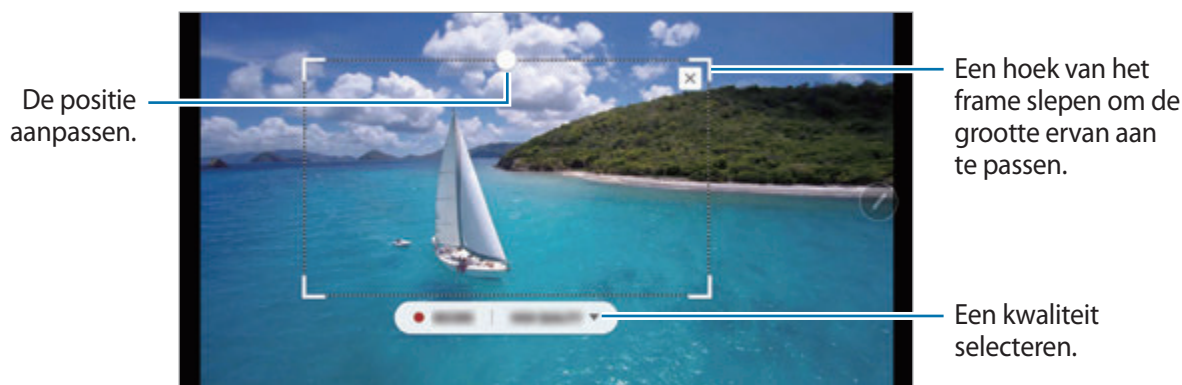 De positie
aanpassen.
Een hoek van het
frame slepen om de
grootte ervan aan
te passen.
Een kwaliteit
selecteren.